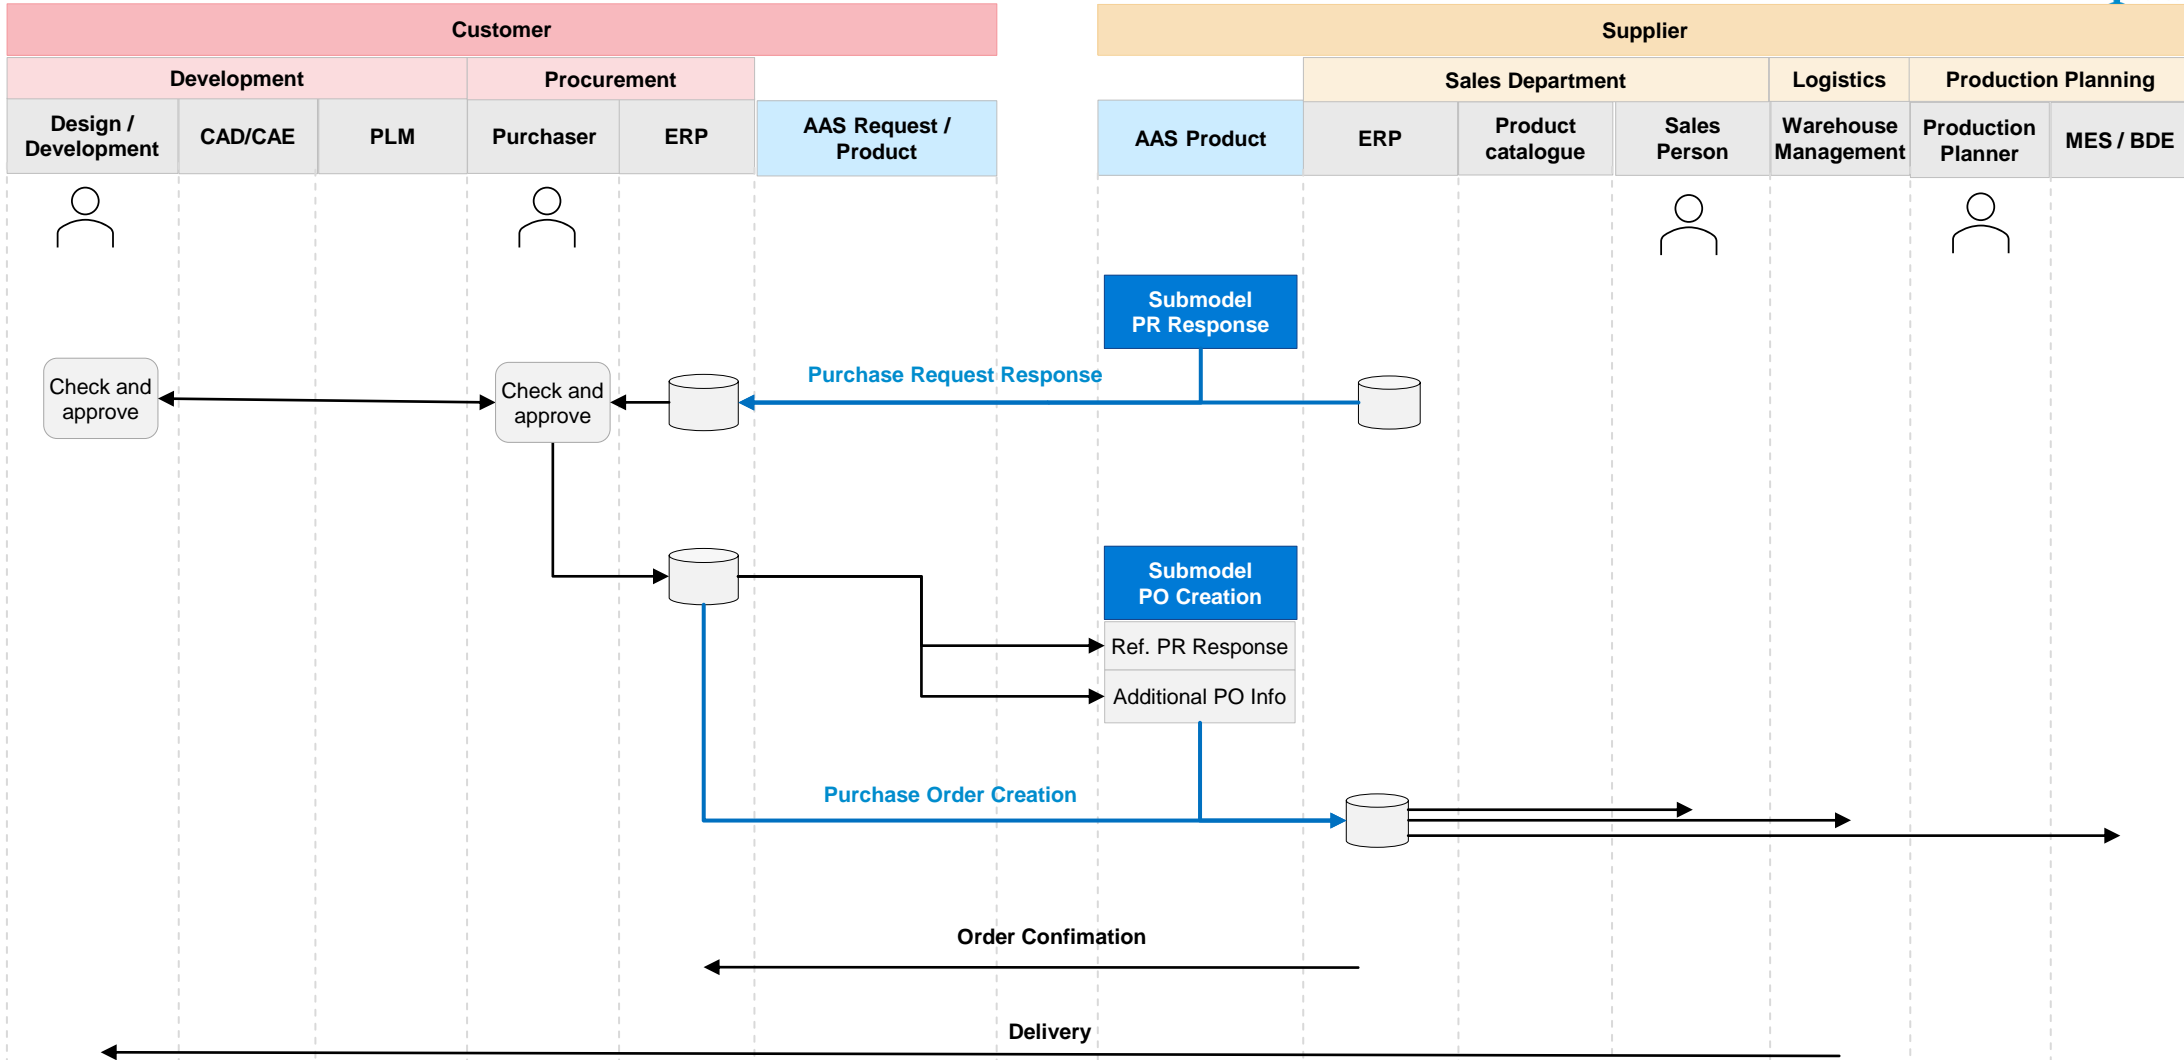 Customer
Supplier
Development
Procurement
Sales Department
Logistics
Production Planning
Design /
Development
CAD/CAE
PLM
Purchaser
ERP
AAS Request /
Product
AAS Product
ERP
Product
catalogue
Sales
Person
Warehouse
Management
Production
Planner
MES / BDE
Submodel
PR Response
Check and
approve
Check and
approve
Purchase Request Response
Submodel
PO Creation
Ref. PR Response
Additional PO Info
Purchase Order Creation
Order Confimation
Delivery